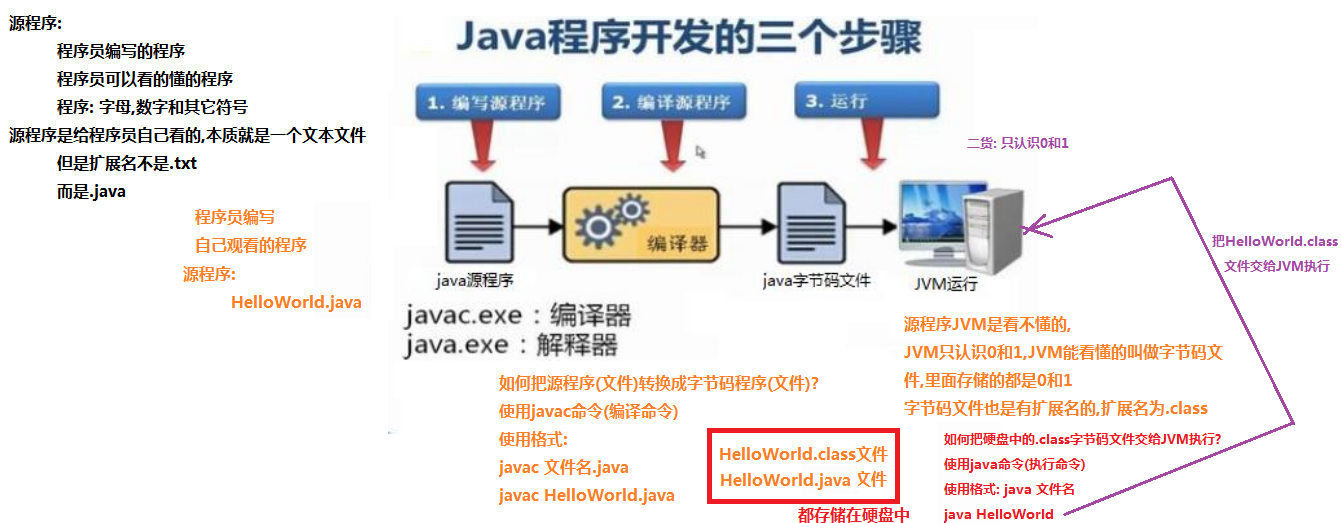 源程序:
程序员编写的程序
程序员可以看的懂的程序
程序: 字母,数字和其它符号
源程序是给程序员自己看的,本质就是一个文本文件
但是扩展名不是.txt
而是.java
程序员编写
自己观看的程序
源程序:
HelloWorld.java
Java程序开发的三个步骤
1. 编写源程序
2. 编译源程序
3. 运行
二货: 只认识0和1
编译器
java源程序
java字节码文件
JVM运行
把HelloWorld.class
文件交给JVM执行
javac.exe：编译器
java.exe：解释器
源程序JVM是看不懂的,
JVM只认识0和1,JVM能看懂的叫做字节码文
件,里面存储的都是0和1
字节码文件也是有扩展名的,扩展名为.class
如何把源程序(文件)转换成字节码程序(文件)?
使用javac命令(编译命令)
使用格式:
javac 文件名.java
javac HelloWorld.java
HelloWorld.class文件
HelloWorld.java 文件
都存储在硬盘中
如何把硬盘中的.class字节码文件交给JVM执行?
使用java命令(执行命令)
使用格式: java 文件名
java HelloWorld